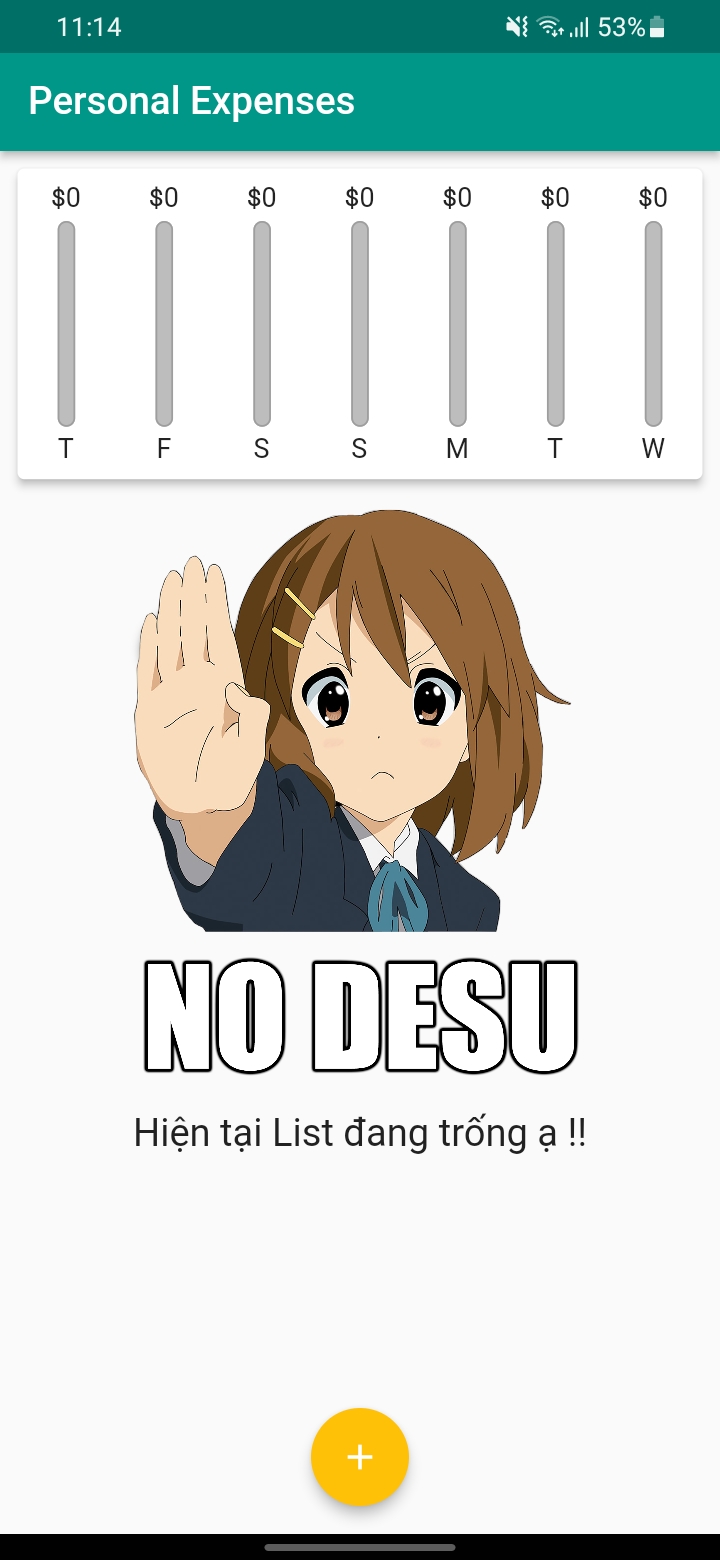 11:14 53%
Personal Expenses
$0 $0 $0 $0 $0 $0 $0
T F S S M T W
NO DESU
Hiện tại List đang trống ạ !!
+